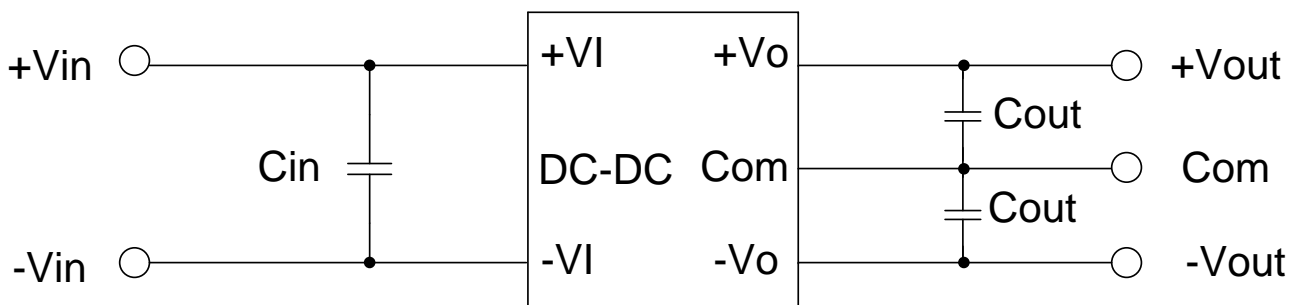 +Vin
+VI
+Vo
+Vout
Cout
Cin
DC-DC
Com
Com
Cout
-Vin
-VI
-Vo
-Vout